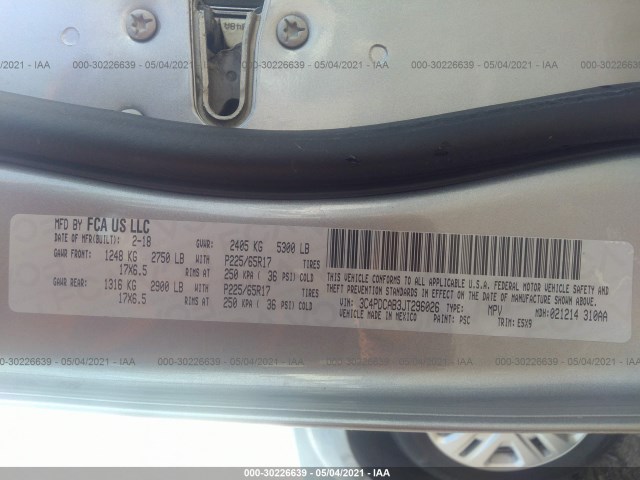 /2021 - IAA 000-30226639 - 05/04/2021 - IAA 000-30226639 - 05/04/2021 - IAA 000-30226639 - 05/
MFD BY FCA US LLC
DATE OF MFR(BUILT): 2-18 GVWR: 2405 KG 5300 LB
GAWR FRONT: 1248 KG 2750 LB WITH P225/65R17 TIRES
17X6.5 RIMS AT 250 KPA ( 36 PSI) COLD
GAWR REAR: 1316 KG 2900 LB WITH P225/65R17 TIRES
17X6.5 RIMS AT 250 KPA ( 36 PSI) COLD
THIS VEHICLE CONFORMS TO ALL APPLICABLE U.S.A. FEDERAL MOTOR VEHICLE SAFETY AND
THEFT PREVENTION STANDARDS IN EFFECT ON THE DATE OF MANUFACTURE SHOWN ABOVE.
VIN: 3C4PDCAB3JT296026 TYPE: MPV MDH: 021214 310AA
VEHICLE MADE IN MEXICO PAINT: PSC TRIM: E5X9
/2021 - IAA 000-30226639 - 05/04/2021 - IAA 000-30226639 - 05/04/2021 - IAA 000-30226639 - 05/
000-30226639 - 05/04/2021 - IAA